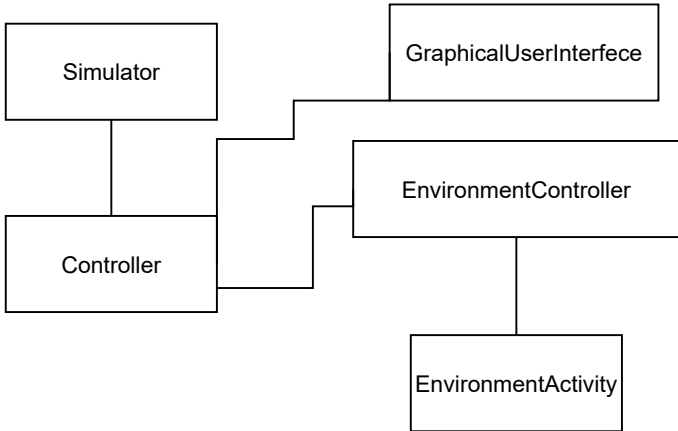 Simulator
GraphicalUserInterfece
EnvironmentController
Controller
EnvironmentActivity